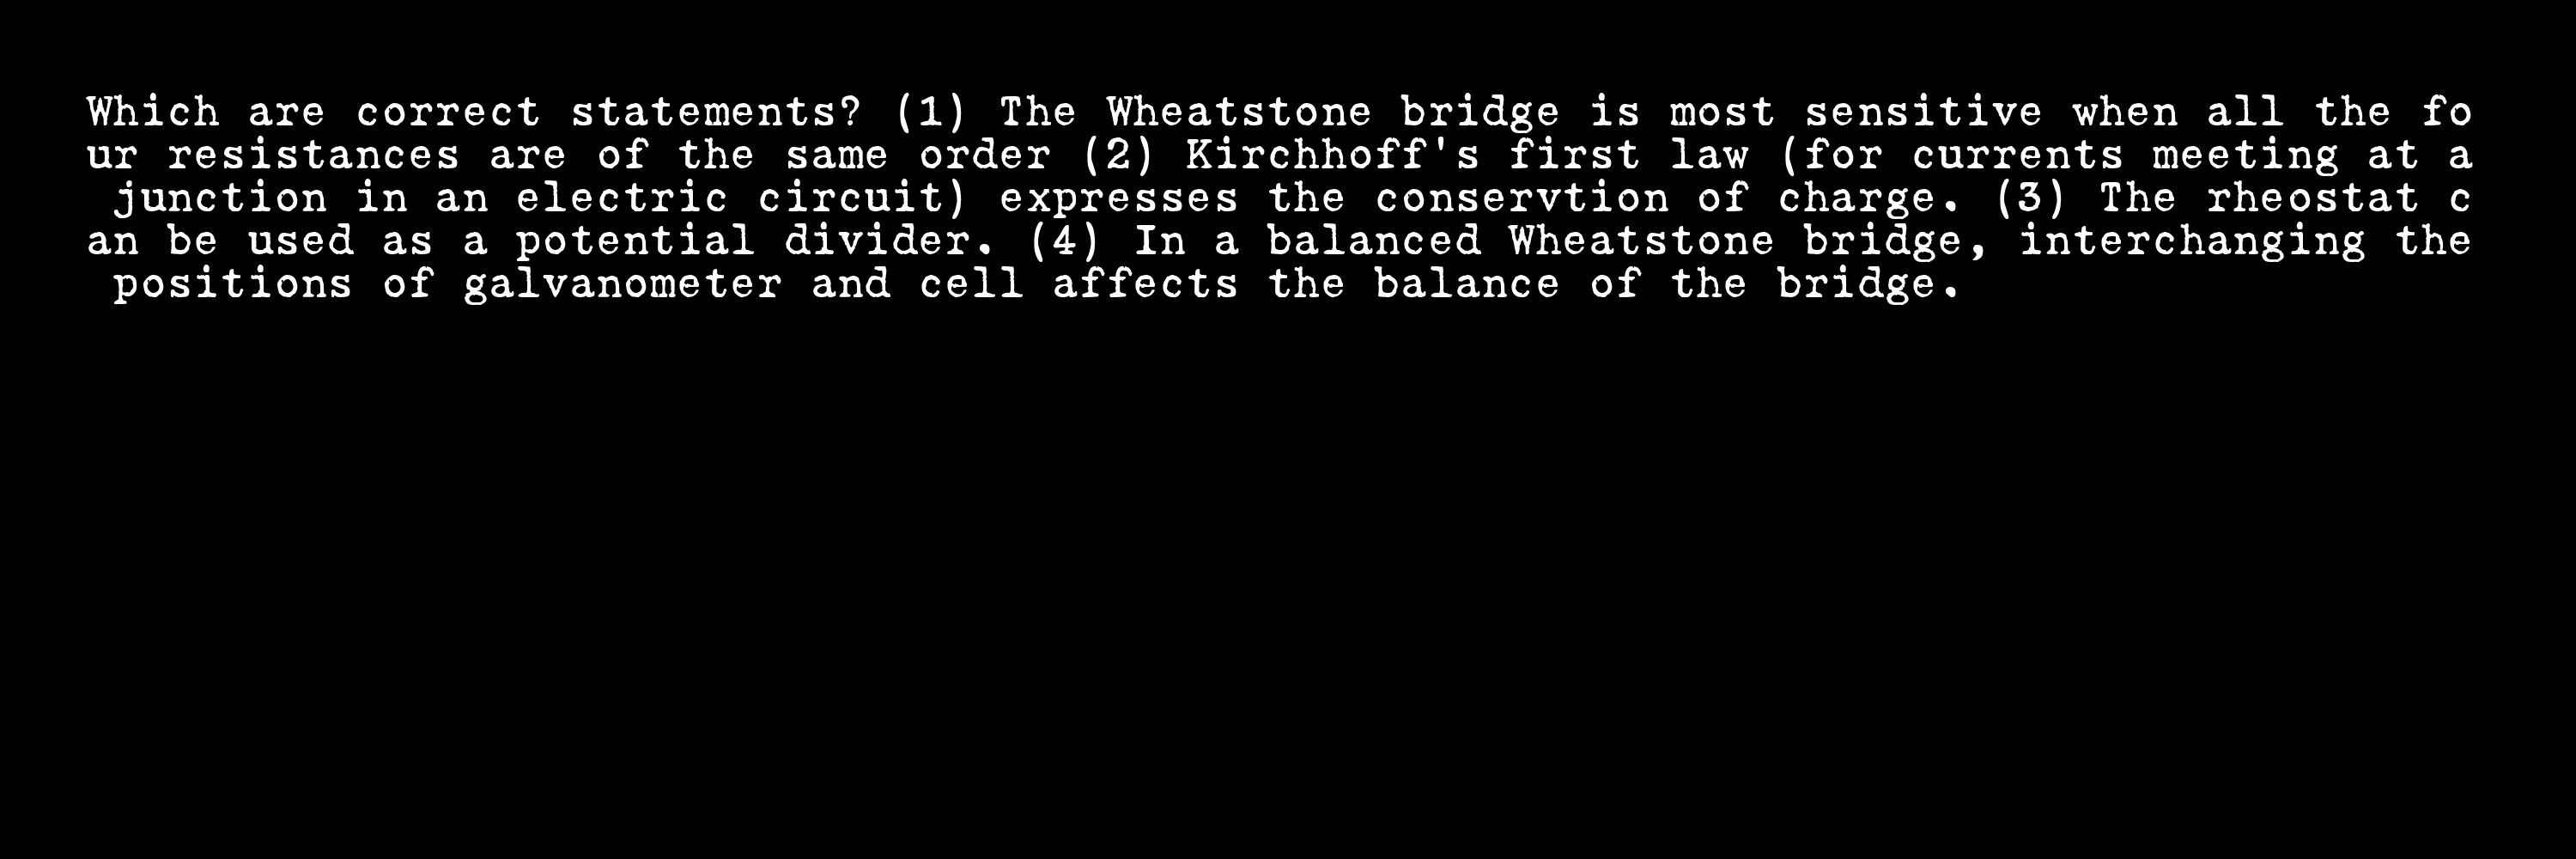 Which are correct statements? (1) The Wheatstone bridge is most sensitive when all the fo
ur resistances are of the same order (2) Kirchhoff's first law (for currents meeting at a
 junction in an electric circuit) expresses the conservtion of charge. (3) The rheostat c
an be used as a potential divider. (4) In a balanced Wheatstone bridge, interchanging the
 positions of galvanometer and cell affects the balance of the bridge.